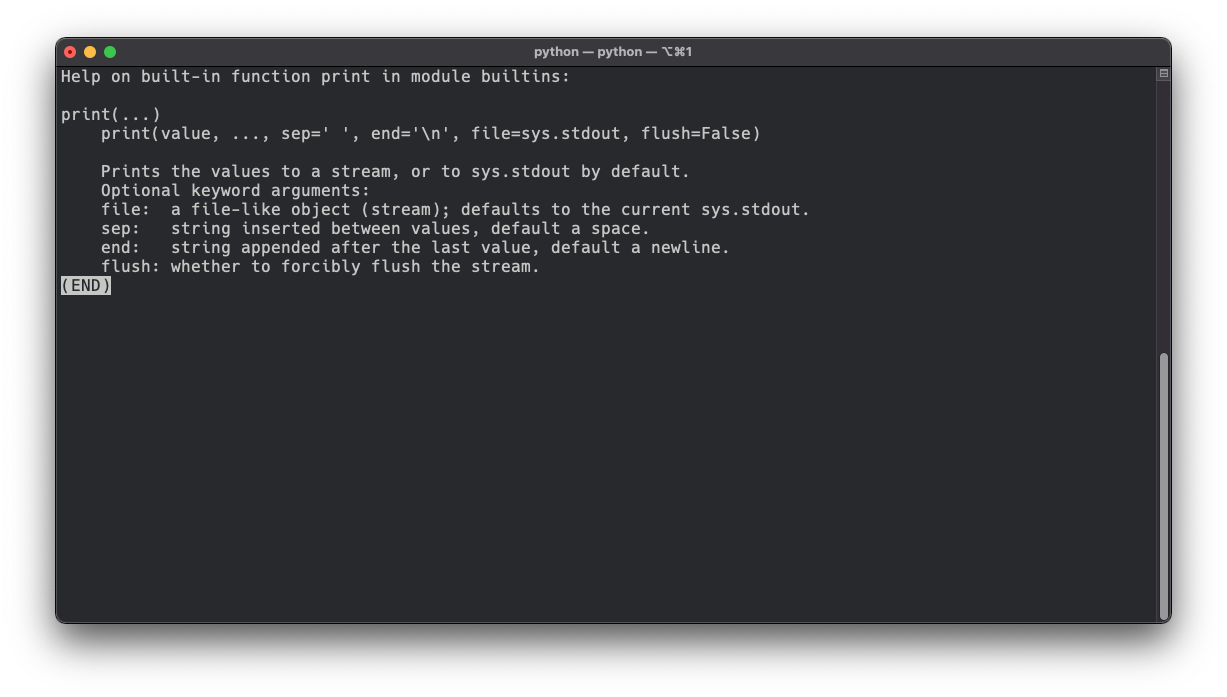 python — python — ⌥⌘1
Help on built-in function print in module builtins:

print(...)
    print(value, ..., sep=' ', end='\n', file=sys.stdout, flush=False)

    Prints the values to a stream, or to sys.stdout by default.
    Optional keyword arguments:
    file:  a file-like object (stream); defaults to the current sys.stdout.
    sep:   string inserted between values, default a space.
    end:   string appended after the last value, default a newline.
    flush: whether to forcibly flush the stream.
(END)